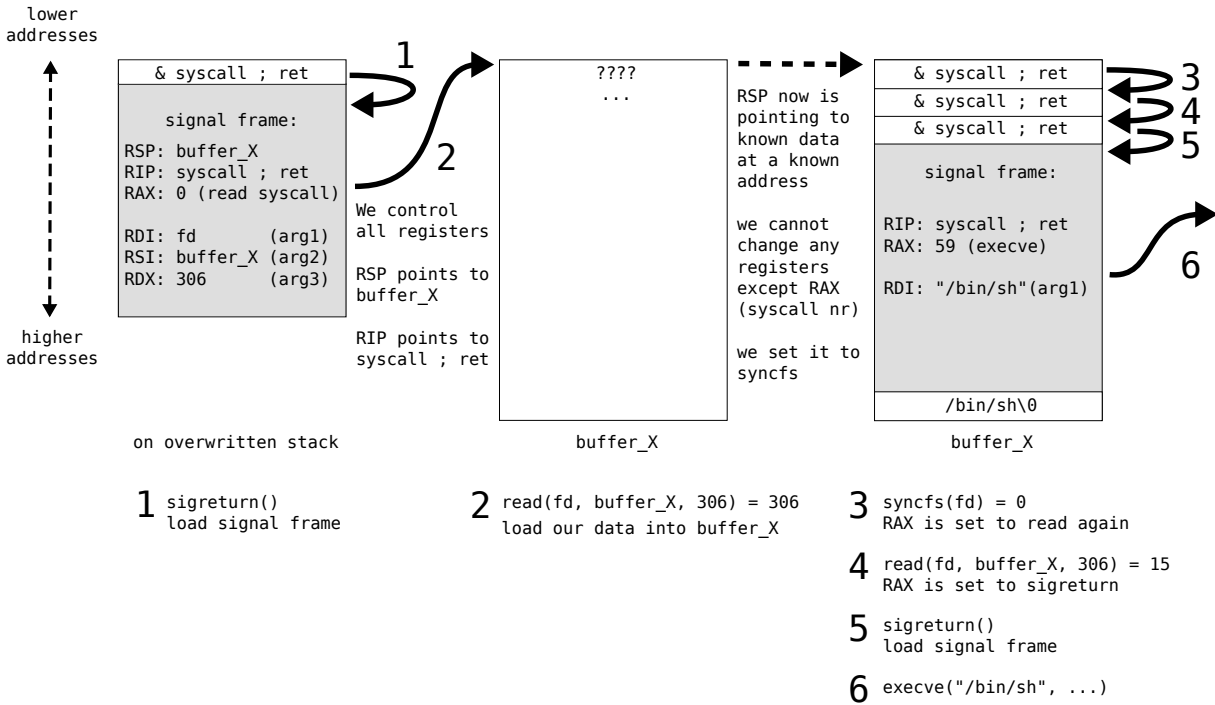 lower
addresses
higher
addresses
& syscall ; ret
signal frame:
RSP: buffer_X
RIP: syscall ; ret
RAX: 0 (read syscall)
RDI: fd (arg1)
RSI: buffer_X (arg2)
RDX: 306 (arg3)
on overwritten stack
1
2
We control
all registers
RSP points to
buffer_X
RIP points to
syscall ; ret
????
...
buffer_X
RSP now is
pointing to
known data
at a known
address
we cannot
change any
registers
except RAX
(syscall nr)
we set it to
syncfs
& syscall ; ret
& syscall ; ret
& syscall ; ret
signal frame:
RIP: syscall ; ret
RAX: 59 (execve)
RDI: "/bin/sh"(arg1)
/bin/sh\0
buffer_X
3
4
5
6
1 sigreturn()
load signal frame
2 read(fd, buffer_X, 306) = 306
load our data into buffer_X
3 syncfs(fd) = 0
RAX is set to read again
4 read(fd, buffer_X, 306) = 15
RAX is set to sigreturn
5 sigreturn()
load signal frame
6 execve("/bin/sh", ...)